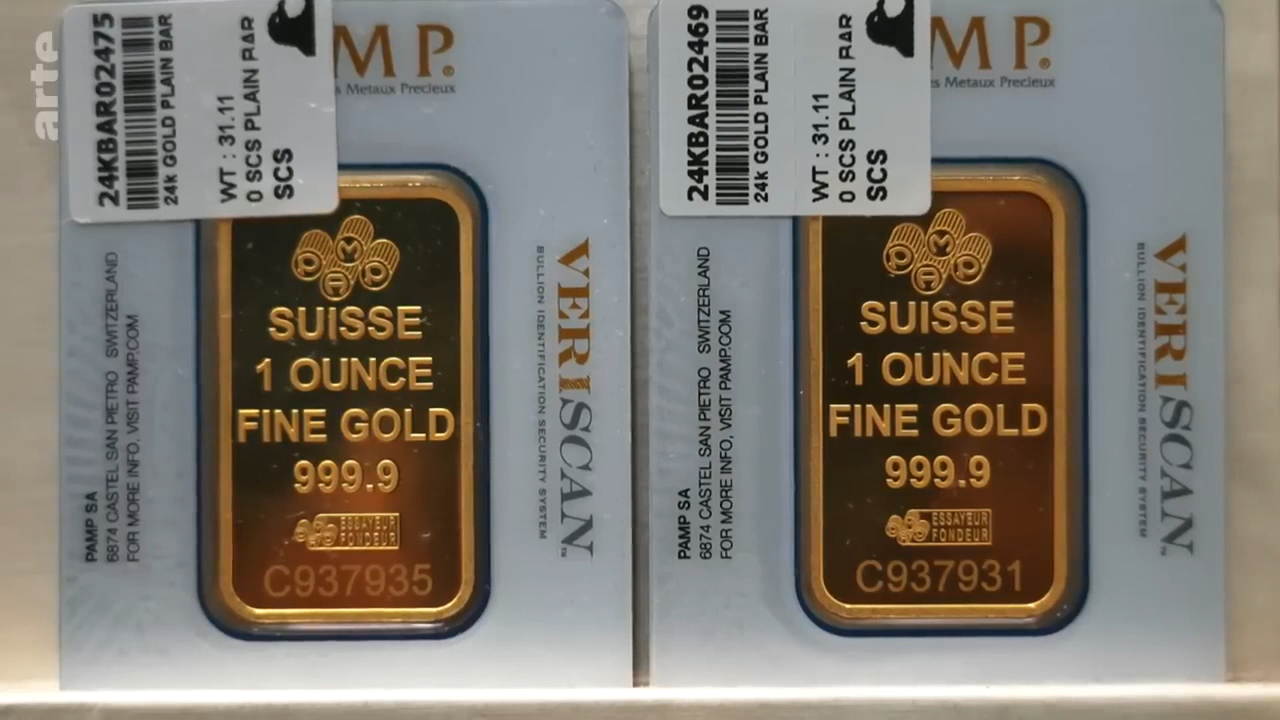 arte
24KBAR02475
24k GOLD PLAIN BAR
WT : 31.11
0 SCS PLAIN BAR
SCS
MP.
Metaux Precieux
PAMP SA
6874 CASTEL SAN PIETRO SWITZERLAND
FOR MORE INFO, VISIT PAMP.COM
PAMP
SUISSE
1 OUNCE
FINE GOLD
999.9
ESSAYEUR
FONDEUR
C937935
VERISCAN™
BULLION IDENTIFICATION SECURITY SYSTEM
24KBAR02469
24k GOLD PLAIN BAR
WT : 31.11
0 SCS PLAIN BAR
SCS
MP.
es Metaux Precieux
PAMP SA
6874 CASTEL SAN PIETRO SWITZERLAND
FOR MORE INFO, VISIT PAMP.COM
PAMP
SUISSE
1 OUNCE
FINE GOLD
999.9
ESSAYEUR
FONDEUR
C937931
VERISCAN™
BULLION IDENTIFICATION SECURITY SYSTEM